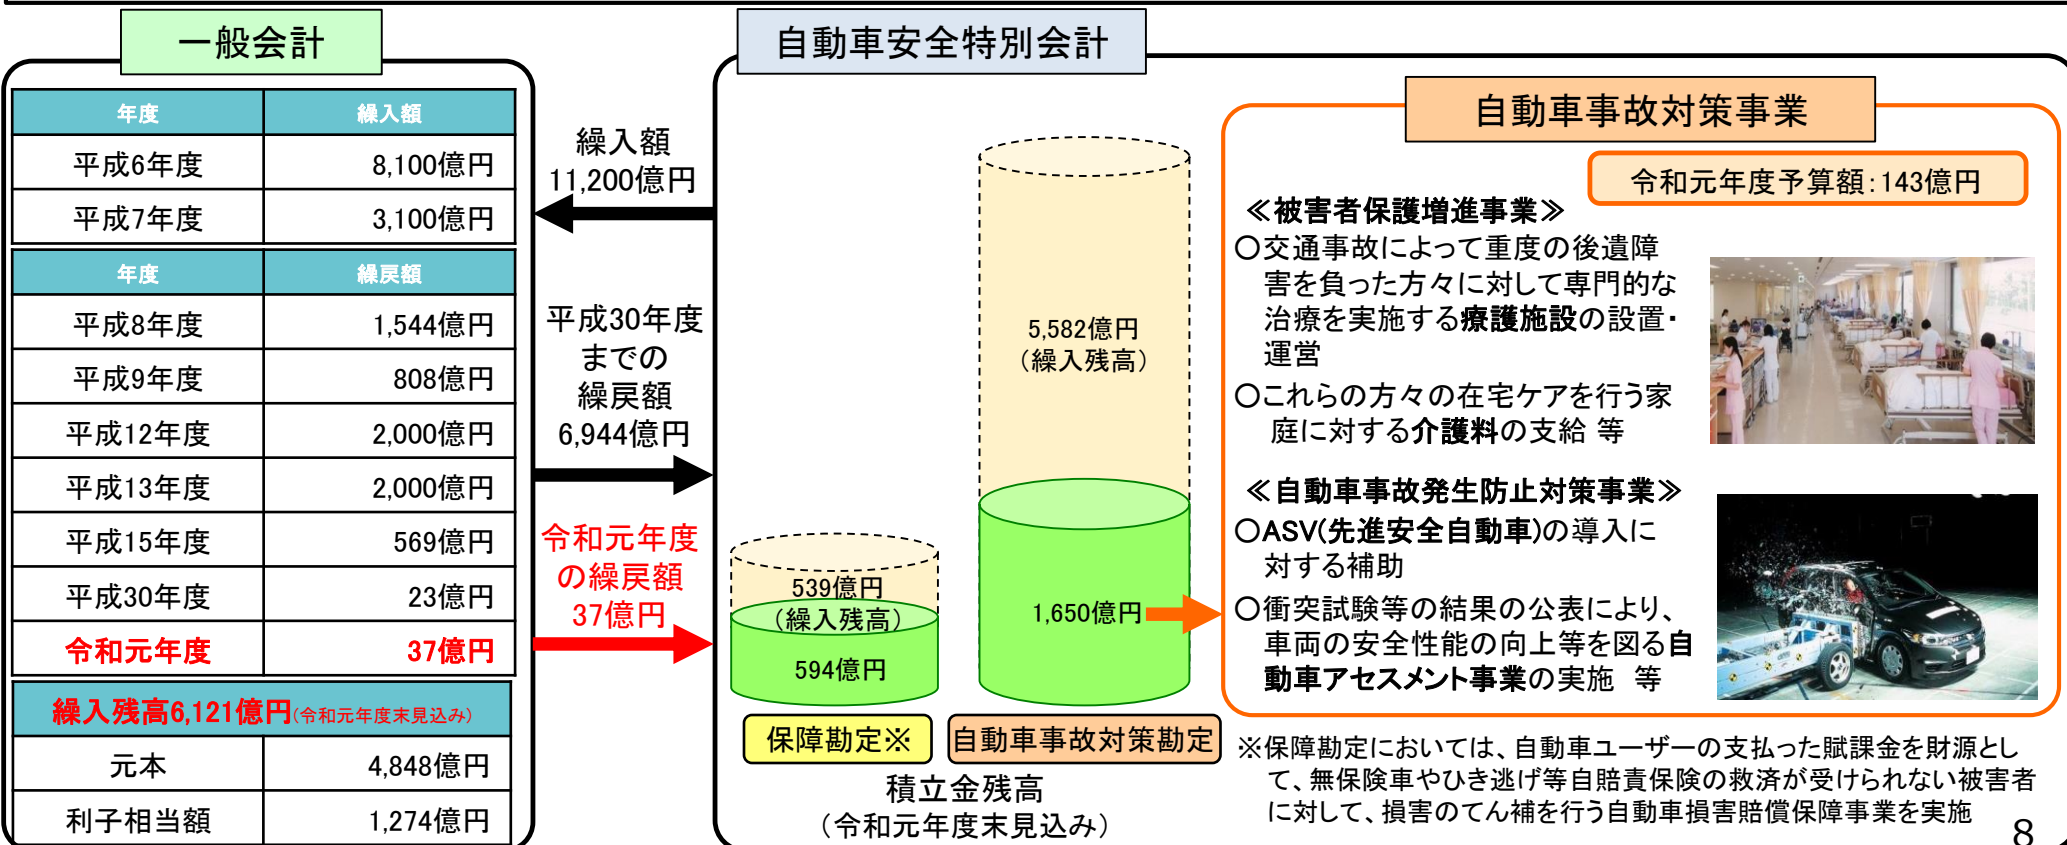 一般会計
年度 繰入額
平成6年度 8,100億円
平成7年度 3,100億円
年度 繰戻額
平成8年度 1,544億円
平成9年度 808億円
平成12年度 2,000億円
平成13年度 2,000億円
平成15年度 569億円
平成30年度 23億円
令和元年度 37億円
繰入残高6,121億円(令和元年度末見込み)
元本 4,848億円
利子相当額 1,274億円
繰入額
11,200億円
平成30年度
までの
繰戻額
6,944億円
令和元年度
の繰戻額
37億円
自動車安全特別会計
539億円
(繰入残高)
594億円
5,582億円
(繰入残高)
1,650億円
保障勘定※
自動車事故対策勘定
積立金残高
(令和元年度末見込み)
自動車事故対策事業
令和元年度予算額:143億円
≪被害者保護増進事業≫
○交通事故によって重度の後遺障
害を負った方々に対して専門的な
治療を実施する療護施設の設置・
運営
○これらの方々の在宅ケアを行う家
庭に対する介護料の支給 等
≪自動車事故発生防止対策事業≫
○ASV(先進安全自動車)の導入に
対する補助
○衝突試験等の結果の公表により、
車両の安全性能の向上等を図る自
動車アセスメント事業の実施 等
※保障勘定においては、自動車ユーザーの支払った賦課金を財源とし
て、無保険車やひき逃げ等自賠責保険の救済が受けられない被害者
に対して、損害のてん補を行う自動車損害賠償保障事業を実施
8